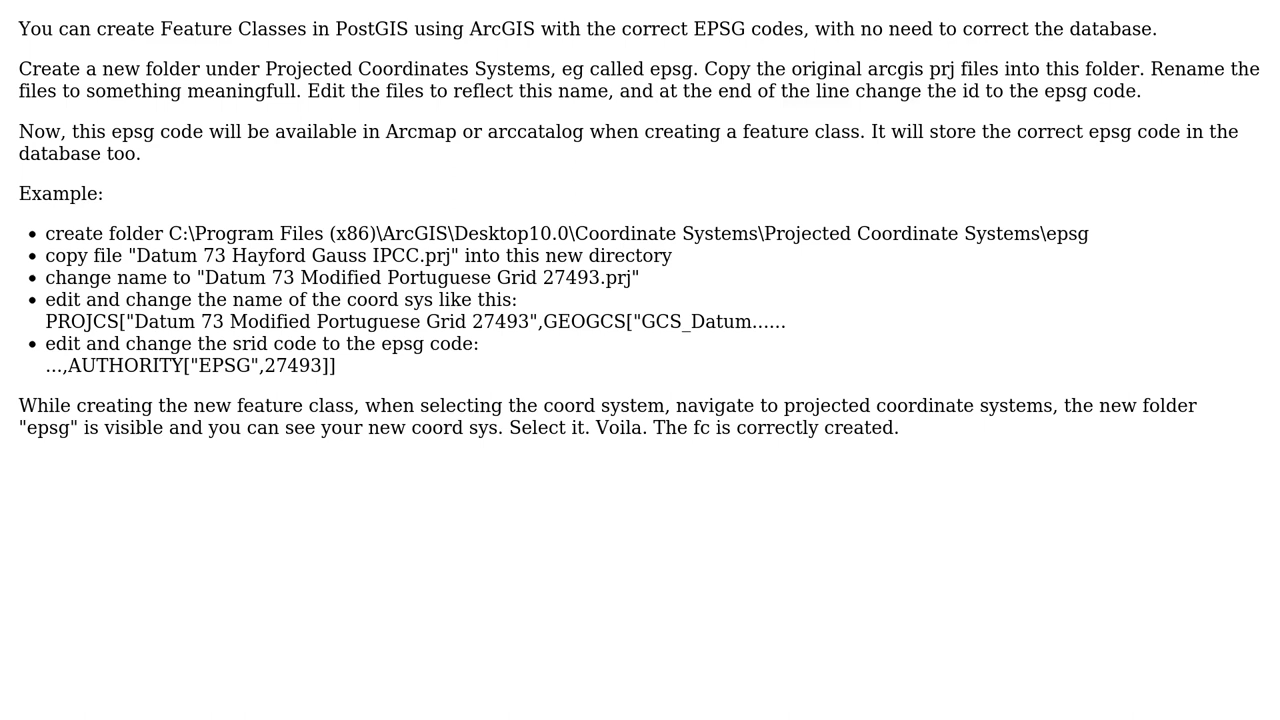 You can create Feature Classes in PostGIS using ArcGIS with the correct EPSG codes, with no need to correct the database.
Create a new folder under Projected Coordinates Systems, eg called epsg. Copy the original arcgis prj files into this folder. Rename the
files to something meaningfull. Edit the files to reflect this name, and at the end of the line change the id to the epsg code.
Now, this epsg code will be available in Arcmap or arccatalog when creating a feature class. It will store the correct epsg code in the
database too.
Example:
• create folder C:\Program Files (x86)\ArcGIS\Desktop10.0\Coordinate Systems\Projected Coordinate Systems\epsg
• copy file "Datum 73 Hayford Gauss IPCC.prj" into this new directory
• change name to "Datum 73 Modified Portuguese Grid 27493.prj"
• edit and change the name of the coord sys like this:
PROJCS["Datum 73 Modified Portuguese Grid 27493",GEOGCS["GCS_Datum......
• edit and change the srid code to the epsg code:
...,AUTHORITY["EPSG",27493]]
While creating the new feature class, when selecting the coord system, navigate to projected coordinate systems, the new folder
"epsg" is visible and you can see your new coord sys. Select it. Voila. The fc is correctly created.